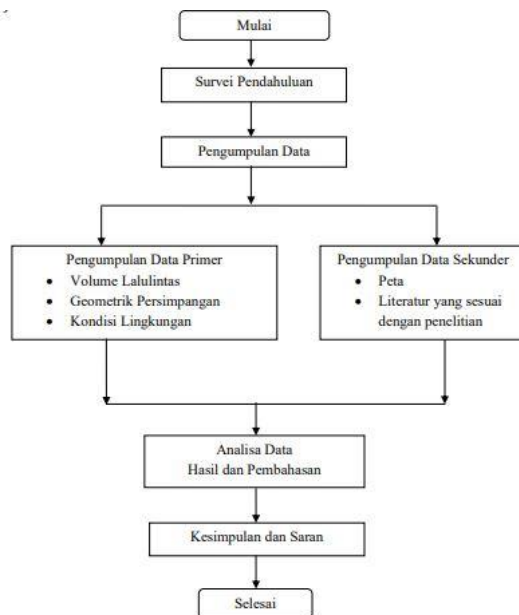 Mulai
Survei Pendahuluan
Pengumpulan Data
Pengumpulan Data Primer
• Volume Lalulintas
• Geometrik Persimpangan
• Kondisi Lingkungan
Pengumpulan Data Sekunder
• Peta
• Literatur yang sesuai
dengan penelitian
Analisa Data
Hasil dan Pembahasan
Kesimpulan dan Saran
Selesai